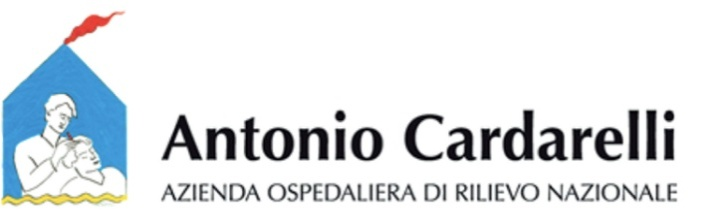 Antonio Cardarelli
AZIENDA OSPEDALIERA DI RILIEVO NAZIONALE